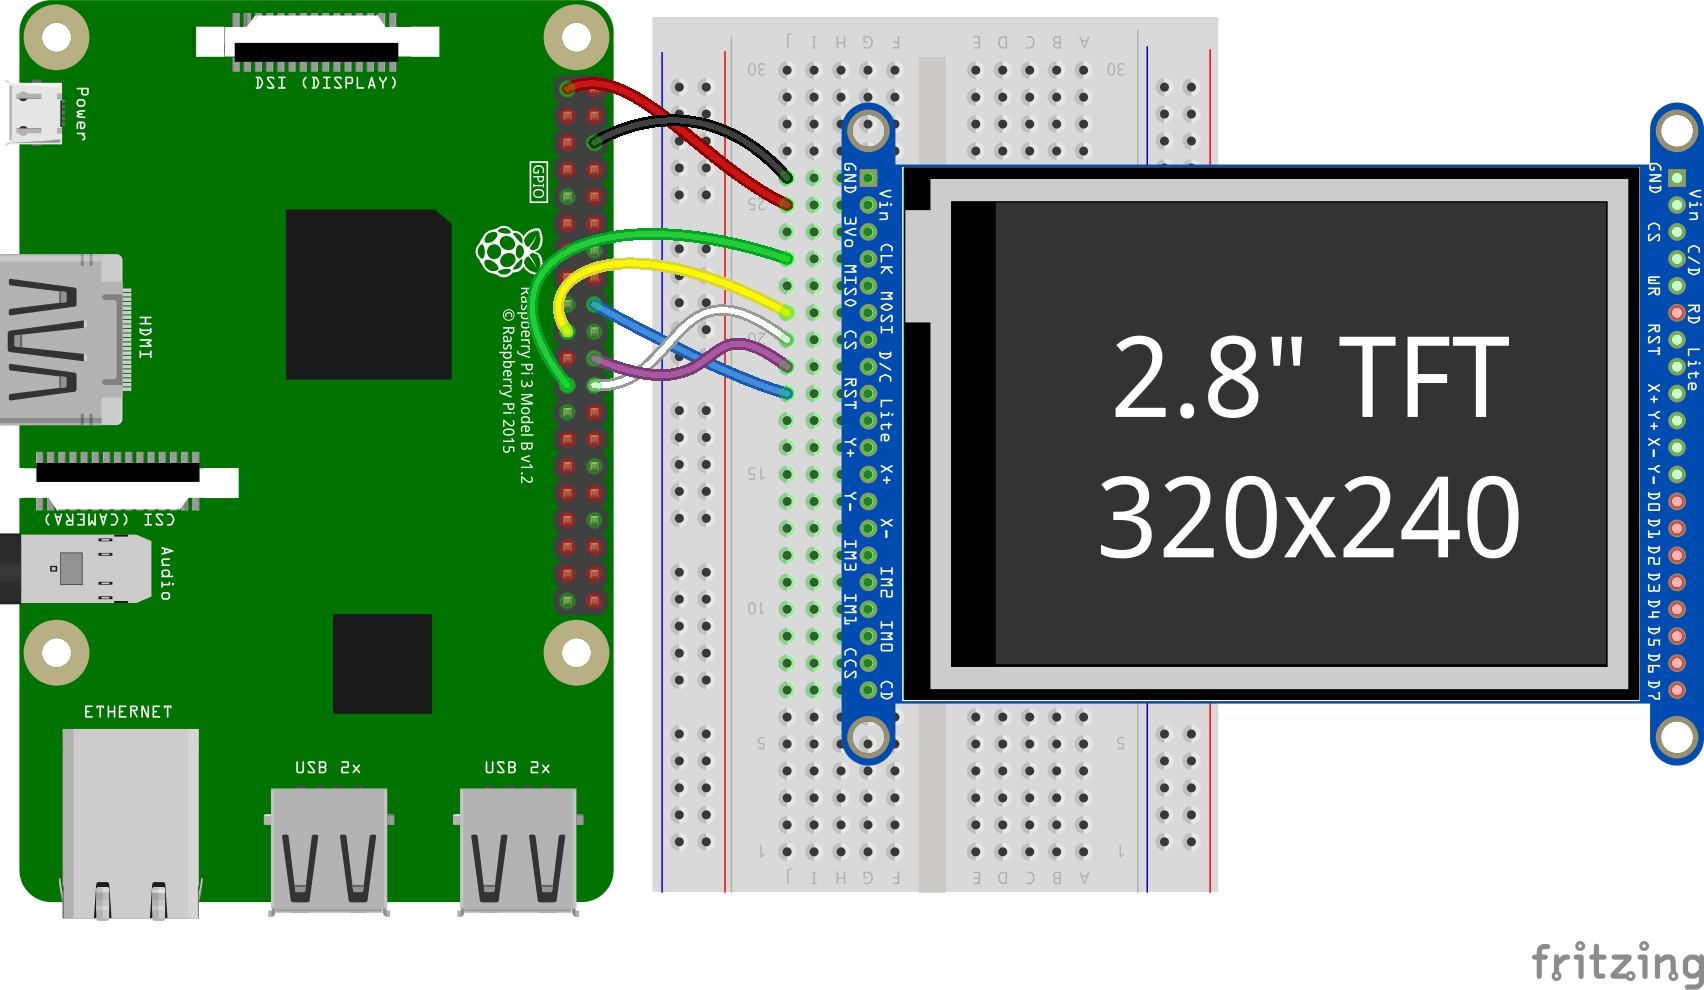 DSI (DISPLAY)
Power
GPIO
HDMI
Raspberry Pi 3 Model B v1.2
© Raspberry Pi 2015
CSI (CAMERA)
Audio
ETHERNET
USB 2x
USB 2x
J I H G F E D C B A
30 30
25
20
15
10
5 5
1 1
J I H G F E D C B A
GND
Vin
3Vo
CLK
MISO
MOSI
CS
D/C
RST
Lite
Y+
X+
Y-
X-
IM3
IM2
IM1
IM0
CCS
CD
2.8" TFT
320x240
GND
Vin
CS
C/D
WR
RD
RST
Lite
X+
Y+
X-
Y-
D0
D1
D2
D3
D4
D5
D6
D7
fritzing